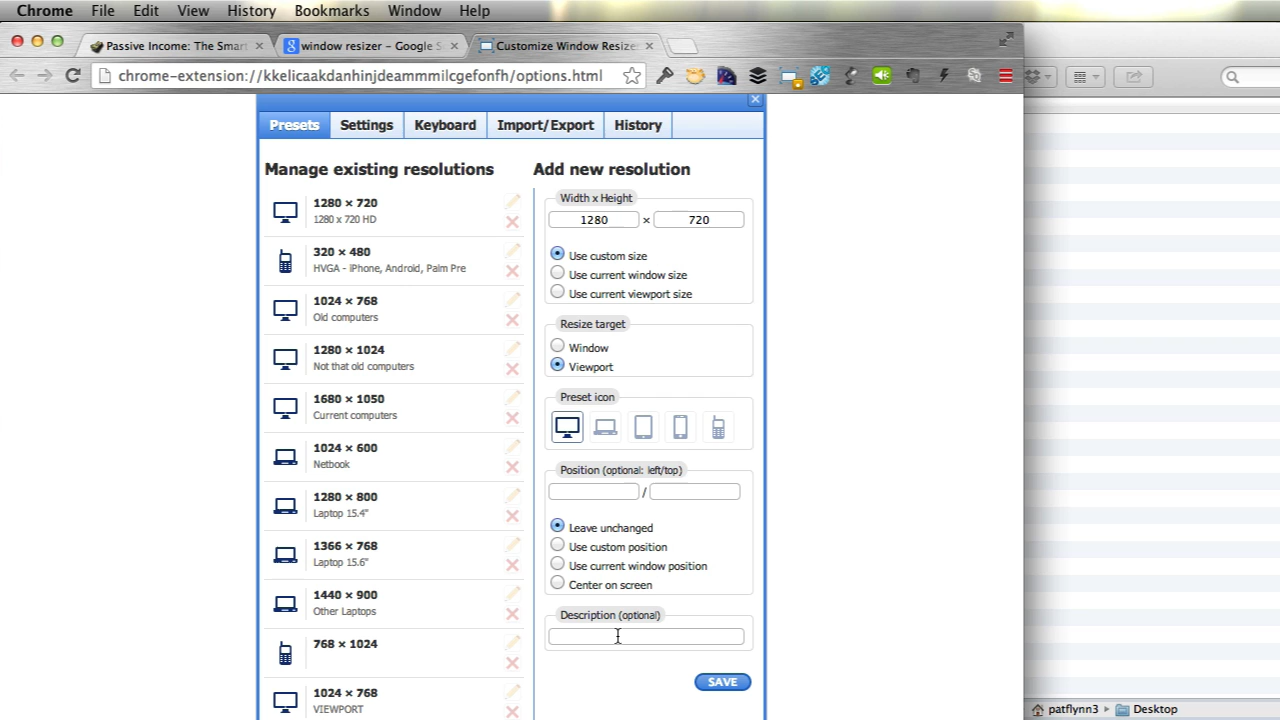 Chrome File Edit View History Bookmarks Window Help
Passive Income: The Smar
window resizer - Google S
Customize Window Resize
chrome-extension://kkelicaakdanhinjdeammmilcgefonfh/options.html
Presets Settings Keyboard Import/Export History
Manage existing resolutions
1280 × 720
1280 x 720 HD
320 × 480
HVGA - iPhone, Android, Palm Pre
1024 × 768
Old computers
1280 × 1024
Not that old computers
1680 × 1050
Current computers
1024 × 600
Netbook
1280 × 800
Laptop 15.4"
1366 × 768
Laptop 15.6"
1440 × 900
Other Laptops
768 × 1024
1024 × 768
VIEWPORT
Add new resolution
Width x Height
1280 × 720
Use custom size
Use current window size
Use current viewport size
Resize target
Window
Viewport
Preset icon
Position (optional: left/top)
/
Leave unchanged
Use custom position
Use current window position
Center on screen
Description (optional)
SAVE
patflynn3 Desktop